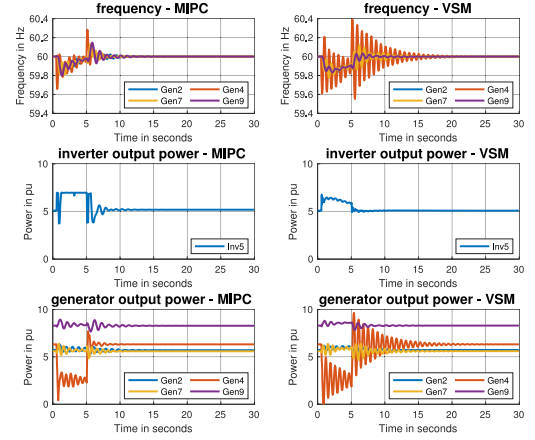 frequency - MIPC
60,4
60,2
60
59.8
59.6
59.4
Frequency in Hz
Gen2 Gen4
Gen7 Gen9
0 5 10 15 20 25 30
Time in seconds
frequency - VSM
60,4
60,2
60
59.8
59.6
59.4
Frequency in Hz
Gen2 Gen4
Gen7 Gen9
0 5 10 15 20 25 30
Time in seconds
inverter output power - MIPC
10
5
0
Power in pu
Inv5
0 5 10 15 20 25 30
Time in seconds
inverter output power - VSM
10
5
0
Power in pu
Inv5
0 5 10 15 20 25 30
Time in seconds
generator output power - MIPC
10
5
0
Power in pu
Gen2 Gen4
Gen7 Gen9
0 5 10 15 20 25 30
Time in seconds
generator output power - VSM
10
5
0
Power in pu
Gen2 Gen4
Gen7 Gen9
0 5 10 15 20 25 30
Time in seconds